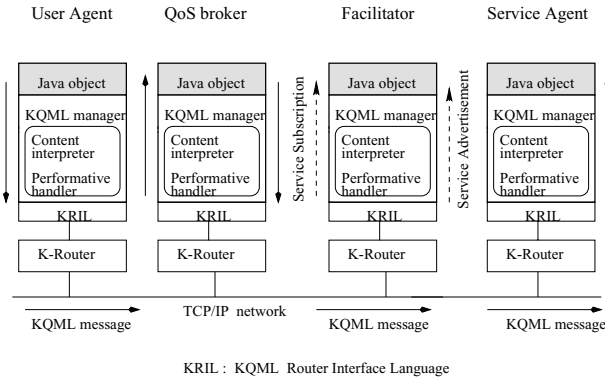 User Agent
QoS broker
Facilitator
Service Agent
Java object
KQML manager
Content
interpreter
Performative
handler
KRIL
K-Router
Java object
KQML manager
Content
interpreter
Performative
handler
KRIL
K-Router
Service Subscription
Java object
KQML manager
Content
interpreter
Performative
handler
KRIL
K-Router
Service Advertisement
Java object
KQML manager
Content
interpreter
Performative
handler
KRIL
K-Router
TCP/IP network
KQML message
KQML message
KQML message
KRIL : KQML Router Interface Language